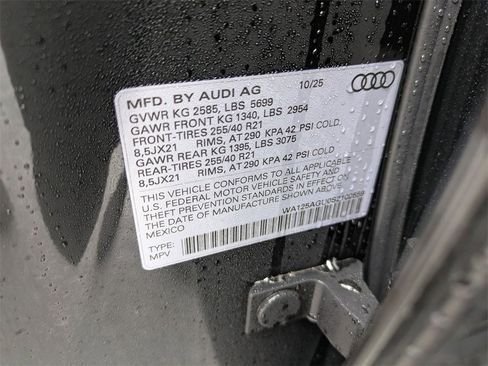 MFD. BY AUDI AG 10/25
GVWR KG 2585, LBS 5699
GAWR FRONT KG 1340, LBS 2954
FRONT-TIRES 255/40 R21
8,5JX21 RIMS, AT 290 KPA 42 PSI COLD
GAWR REAR KG 1395, LBS 3075
REAR-TIRES 255/40 R21
8,5JX21 RIMS, AT 290 KPA 42 PSI COLD
THIS VEHICLE CONFORMS TO ALL APPLICABLE
U.S. FEDERAL MOTOR VEHICLE SAFETY AND
THEFT PREVENTION STANDARDS IN EFFECT ON
THE DATE OF MANUFACTURE SHOWN ABOVE
MEXICO
TYPE:
MPV